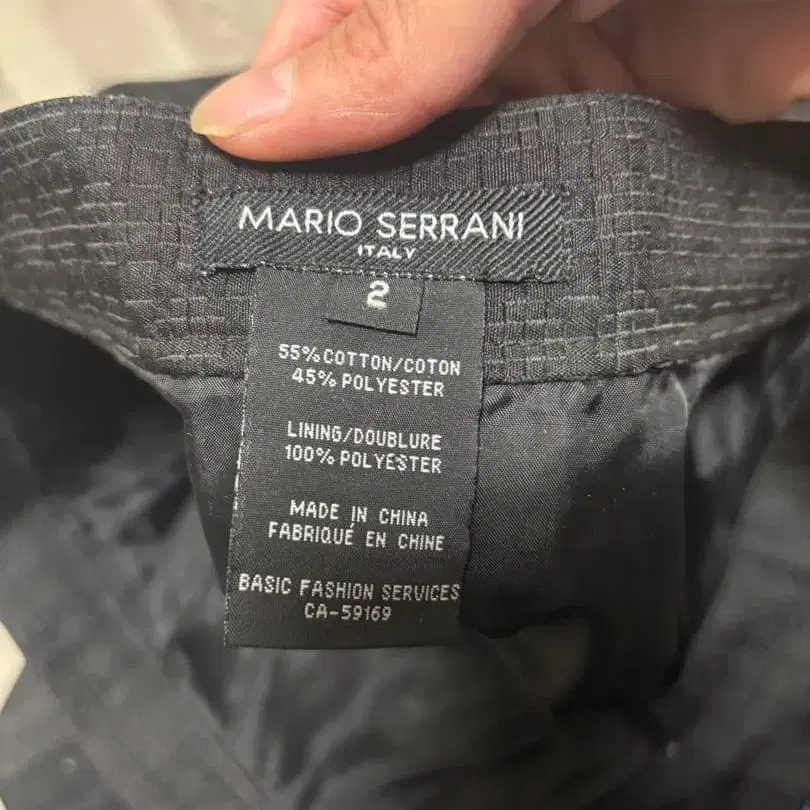 MARIO SERRANI
ITALY
2
55% COTTON/COTON
45% POLYESTER
LINING/DOUBLURE
100% POLYESTER
MADE IN CHINA
FABRIQUÉ EN CHINE
BASIC FASHION SERVICES
CA-59169